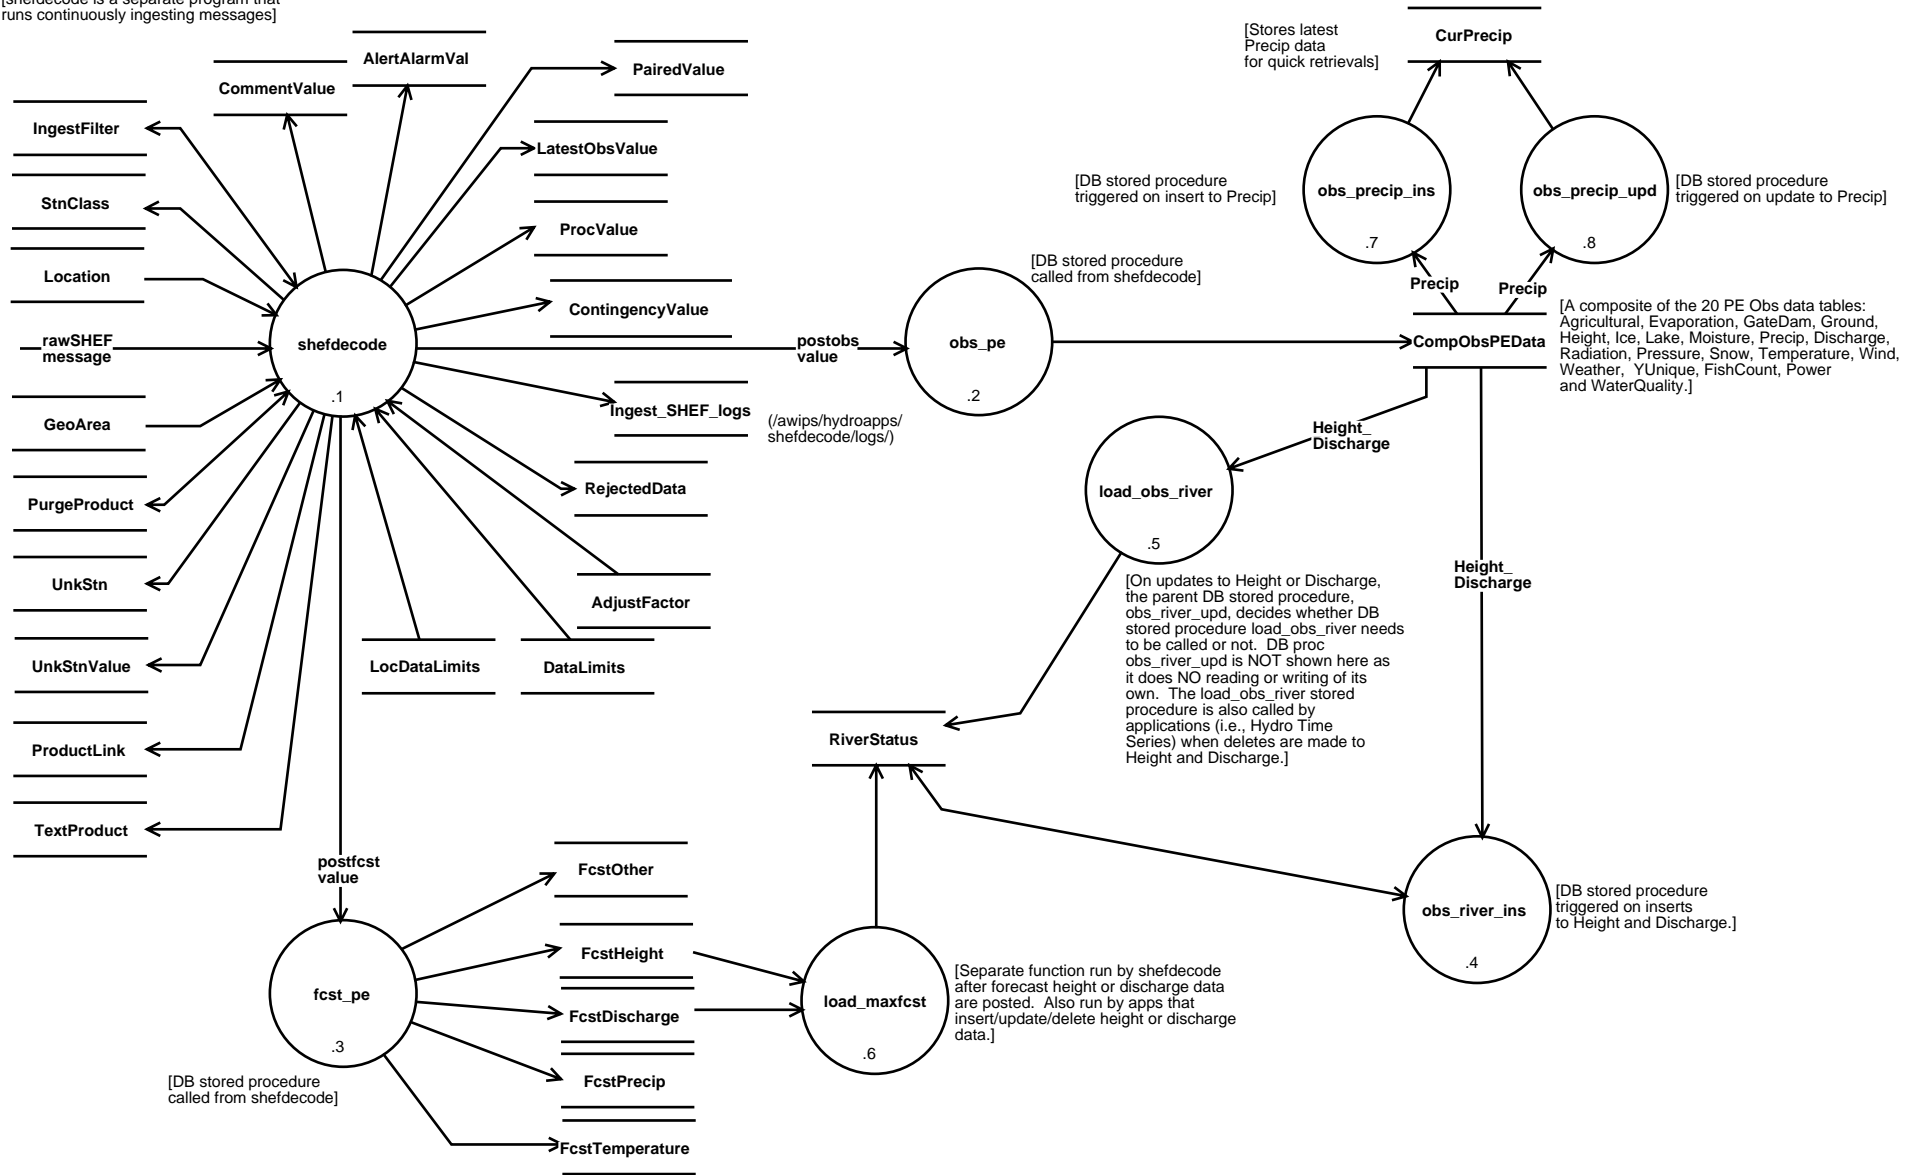 [shefdecode is a separate program that
runs continuously ingesting messages]
AlertAlarmVal
CommentValue
PairedValue
[Stores latest
Precip data
for quick retrievals]
CurPrecip
IngestFilter
LatestObsValue
StnClass
ProcValue
[DB stored procedure
triggered on insert to Precip]
obs_precip_ins
.7
obs_precip_upd
.8
[DB stored procedure
triggered on update to Precip]
Location
ContingencyValue
[DB stored procedure
called from shefdecode]
Precip
Precip
rawSHEF
message
shefdecode
.1
postobs
value
obs_pe
.2
CompObsPEData
[A composite of the 20 PE Obs data tables:
Agricultural, Evaporation, GateDam, Ground,
Height, Ice, Lake, Moisture, Precip, Discharge,
Radiation, Pressure, Snow, Temperature, Wind,
Weather, YUnique, FishCount, Power
and WaterQuality.]
GeoArea
Ingest_SHEF_logs
(/awips/hydroapps/
shefdecode/logs/)
Height_
Discharge
PurgeProduct
RejectedData
load_obs_river
.5
UnkStn
AdjustFactor
Height_
Discharge
[On updates to Height or Discharge,
the parent DB stored procedure,
obs_river_upd, decides whether DB
stored procedure load_obs_river needs
to be called or not. DB proc
obs_river_upd is NOT shown here as
it does NO reading or writing of its
own. The load_obs_river stored
procedure is also called by
applications (i.e., Hydro Time
Series) when deletes are made to
Height and Discharge.]
UnkStnValue
LocDataLimits
DataLimits
ProductLink
RiverStatus
TextProduct
postfcst
value
FcstOther
obs_river_ins
.4
[DB stored procedure
triggered on inserts
to Height and Discharge.]
FcstHeight
fcst_pe
.3
FcstDischarge
load_maxfcst
.6
[Separate function run by shefdecode
after forecast height or discharge data
are posted. Also run by apps that
insert/update/delete height or discharge
data.]
[DB stored procedure
called from shefdecode]
FcstPrecip
FcstTemperature